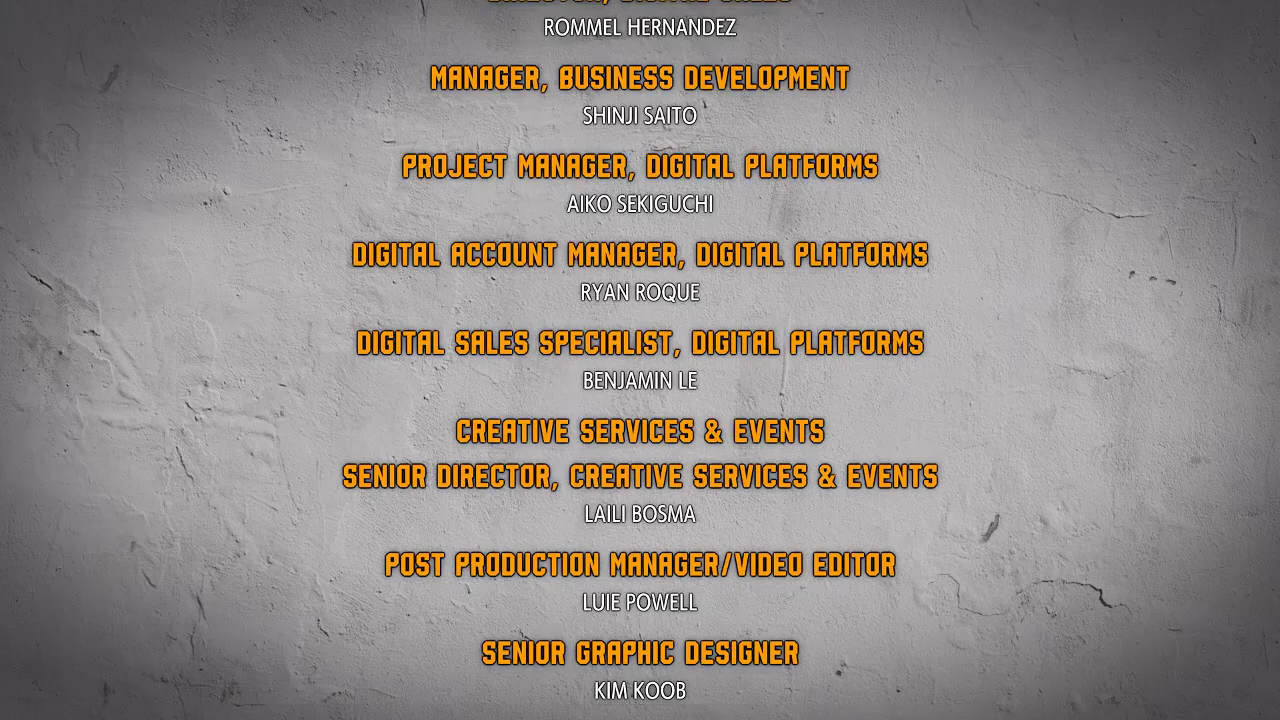 ROMMEL HERNANDEZ
MANAGER, BUSINESS DEVELOPMENT
SHINJI SAITO
PROJECT MANAGER, DIGITAL PLATFORMS
AIKO SEKIGUCHI
DIGITAL ACCOUNT MANAGER, DIGITAL PLATFORMS
RYAN ROQUE
DIGITAL SALES SPECIALIST, DIGITAL PLATFORMS
BENJAMIN LE
CREATIVE SERVICES & EVENTS
SENIOR DIRECTOR, CREATIVE SERVICES & EVENTS
LAILI BOSMA
POST PRODUCTION MANAGER/VIDEO EDITOR
LUIE POWELL
SENIOR GRAPHIC DESIGNER
KIM KOOB